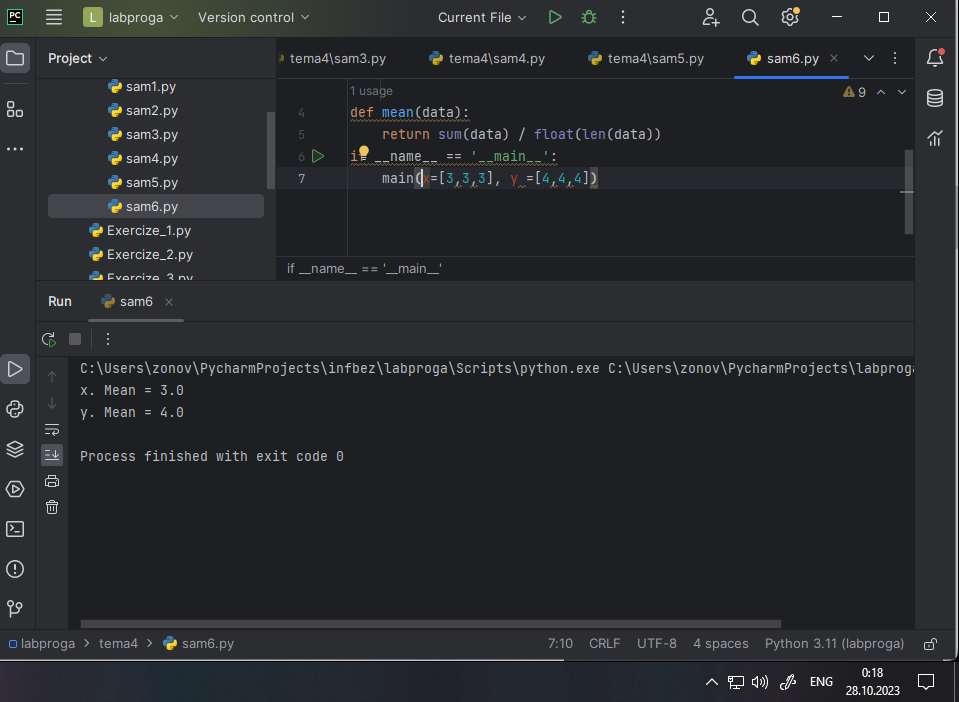 PC
L labproga Version control Current File
Project
tema4\sam3.py tema4\sam4.py tema4\sam5.py sam6.py
sam1.py
sam2.py
sam3.py
sam4.py
sam5.py
sam6.py
Exercize_1.py
Exercize_2.py
Exercize_3.py
1 usage
9
4 def mean(data):
5 return sum(data) / float(len(data))
6 if __name__ == '__main__':
7 main(x=[3,3,3], y =[4,4,4])
if __name__ == '__main__'
Run sam6
C:\Users\zonov\PycharmProjects\infbez\labproga\Scripts\python.exe C:\Users\zonov\PycharmProjects\labproga
x. Mean = 3.0
y. Mean = 4.0
Process finished with exit code 0
labproga tema4 sam6.py 7:10 CRLF UTF-8 4 spaces Python 3.11 (labproga)
ENG
0:18
28.10.2023